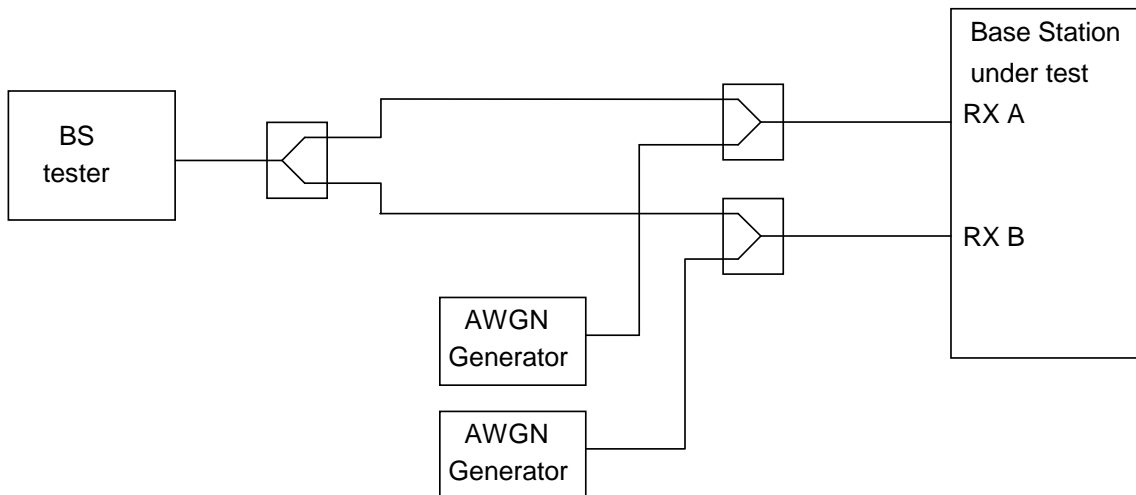 Base Station
under test
RX A
BS
tester
RX B
AWGN
Generator
AWGN
Generator